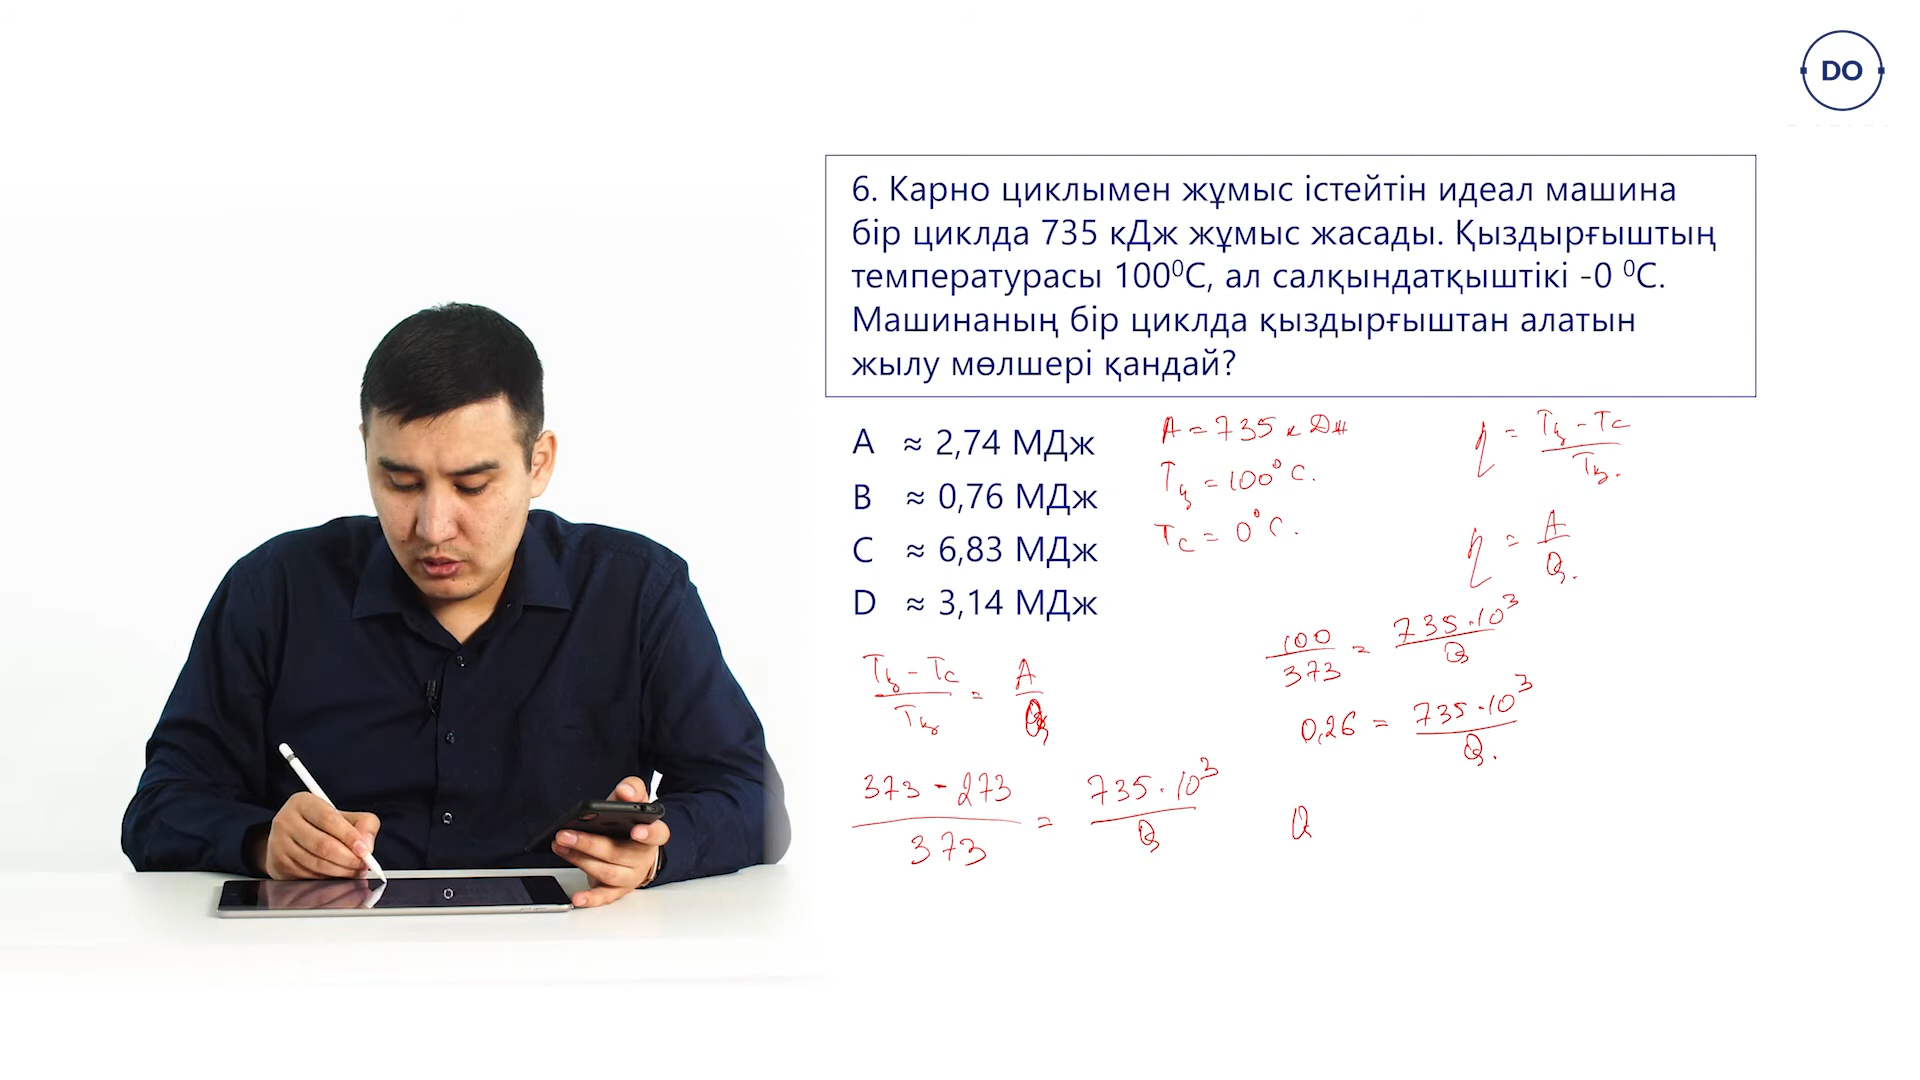 DO
6. Карно циклымен жұмыс істейтін идеал машина
бір циклда 735 кДж жұмыс жасады. Қыздырғыштың
температурасы 100⁰С, ал салқындатқыштікі -0 ⁰С.
Машинаның бір циклда қыздырғыштан алатын
жылу мөлшері қандай?
A ≈ 2,74 МДж
B ≈ 0,76 МДж
C ≈ 6,83 МДж
D ≈ 3,14 МДж
A = 735 кДж
Tқ = 100° C.
Tc = 0° C.
η = Tқ - Tc / Tқ.
η = A / Q.
Tқ - Tc / Tқ = A / Q
373 - 273 / 373 = 735 · 10³ / Q
100 / 373 = 735 · 10³ / Q
0,26 = 735 · 10³ / Q.
Q